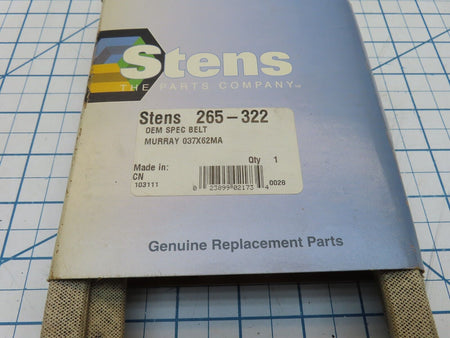 Stens
THE PARTS COMPANY™
Stens 265-322
OEM SPEC BELT
MURRAY 037X62MA
Made in: Qty 1
CN
103111
0 23899 02173 4 0028
Genuine Replacement Parts